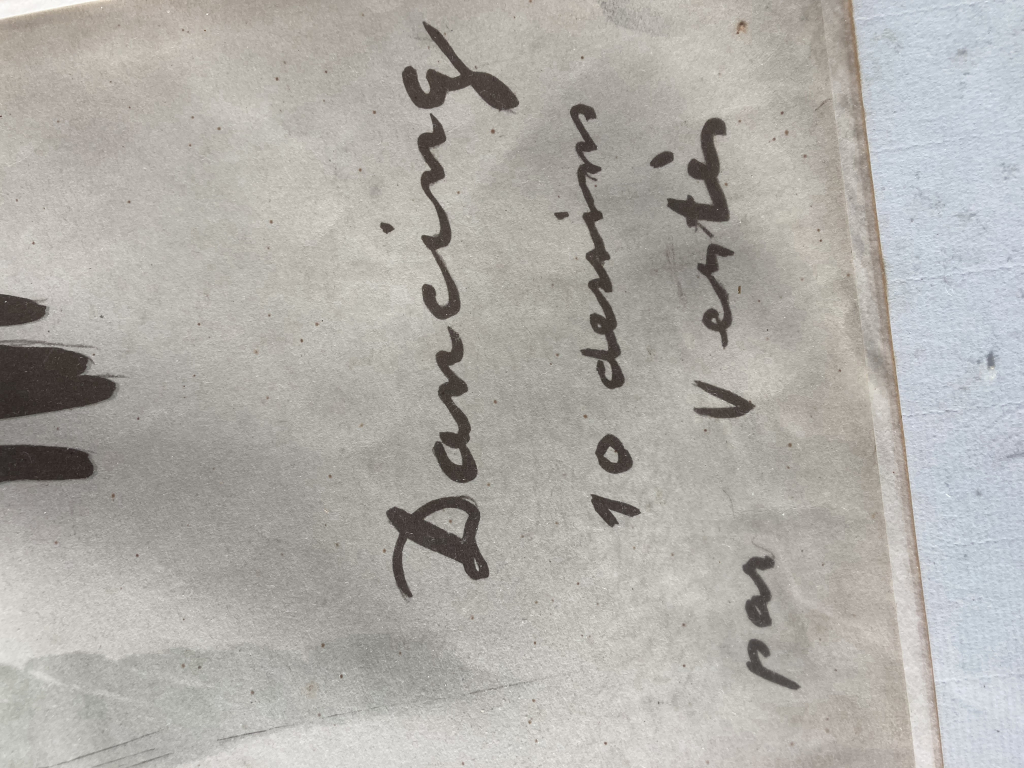 Dancing
10 dessins
par Vertès